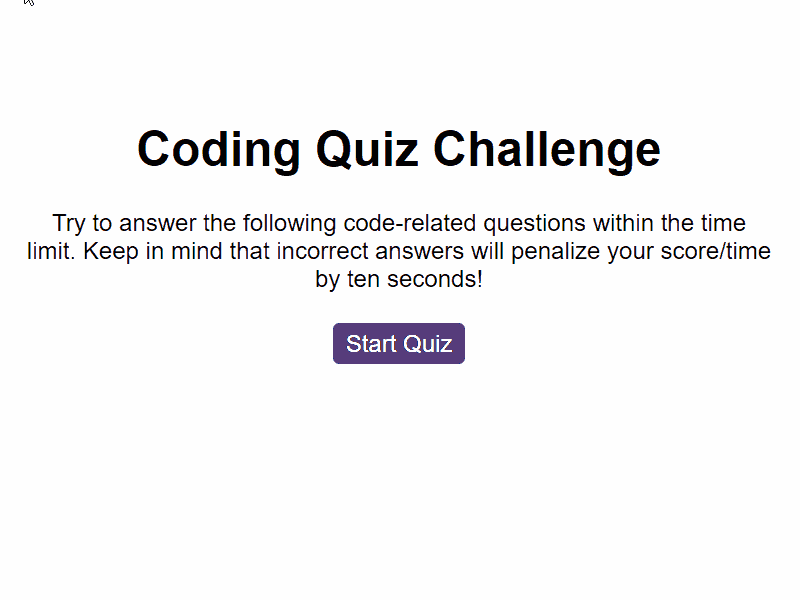 Coding Quiz Challenge
Try to answer the following code-related questions within the time
limit. Keep in mind that incorrect answers will penalize your score/time
by ten seconds!
Start Quiz